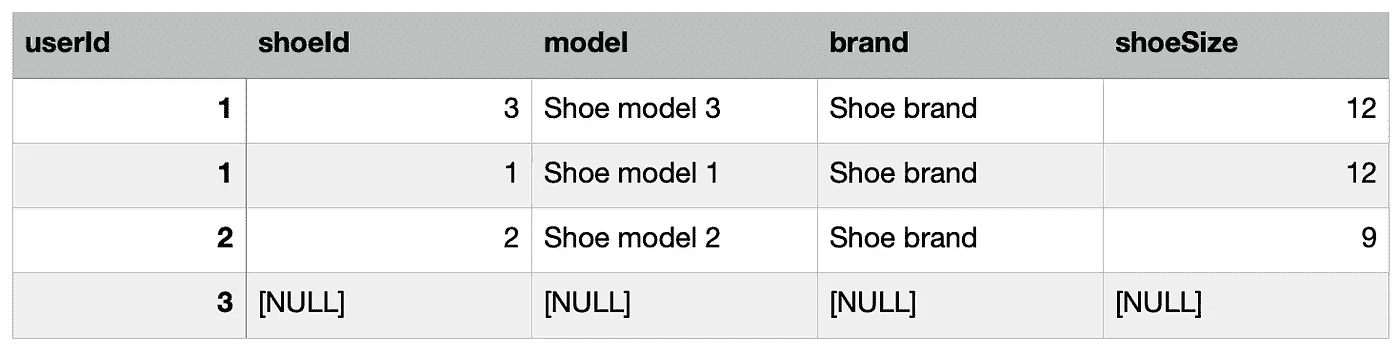 userId shoeId model brand shoeSize
1 3 Shoe model 3 Shoe brand 12
1 1 Shoe model 1 Shoe brand 12
2 2 Shoe model 2 Shoe brand 9
3 [NULL] [NULL] [NULL] [NULL]